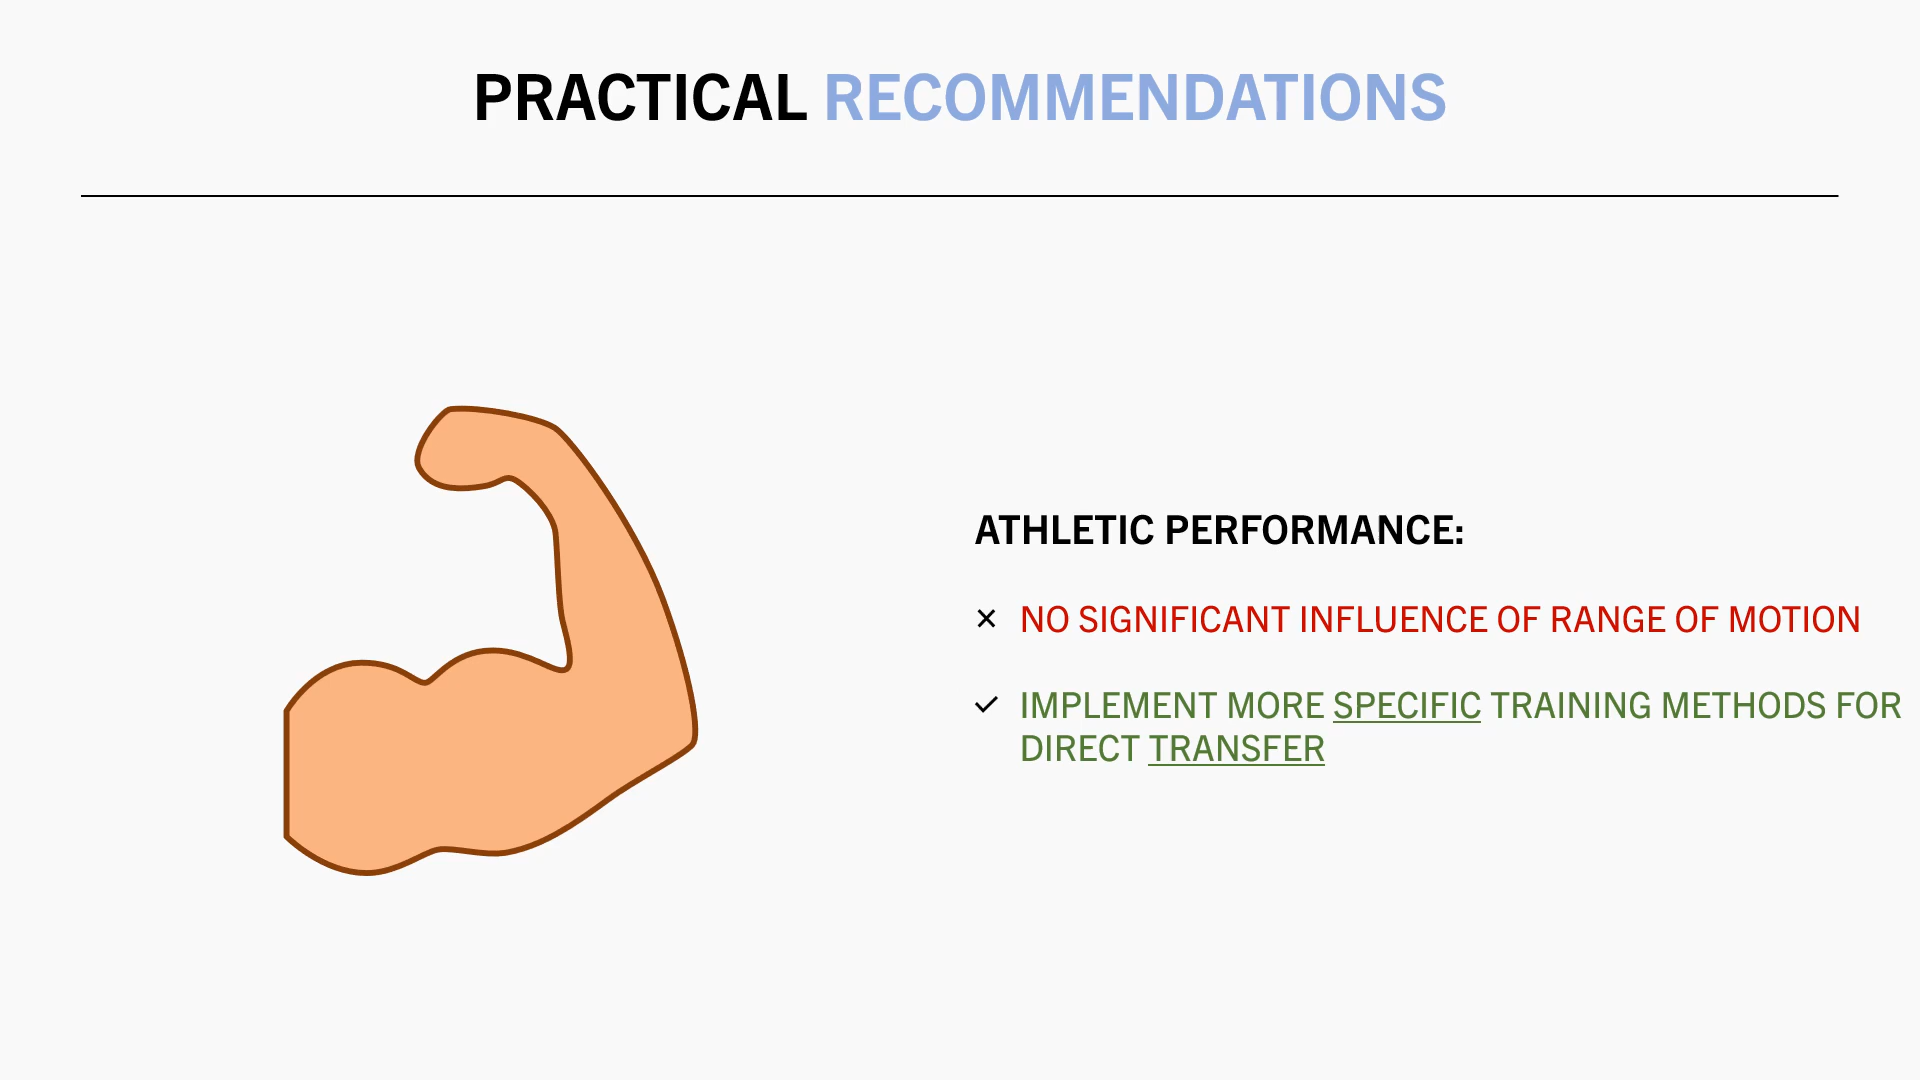 PRACTICAL RECOMMENDATIONS
ATHLETIC PERFORMANCE:
✕ NO SIGNIFICANT INFLUENCE OF RANGE OF MOTION
✓ IMPLEMENT MORE SPECIFIC TRAINING METHODS FOR
DIRECT TRANSFER